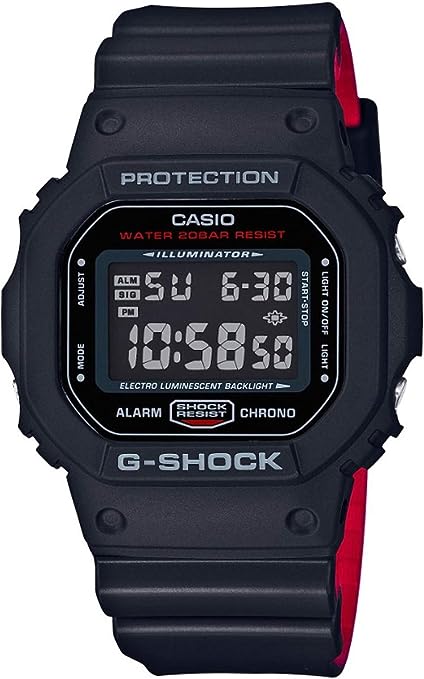 PROTECTION
CASIO
WATER 20BAR RESIST
ILLUMINATOR
ADJUST
MODE
ALM
SIG
PM
SU 6-30
10:58 50
START·STOP
LIGHT ON/OFF
LIGHT
ELECTRO LUMINESCENT BACKLIGHT
ALARM SHOCK RESIST CHRONO
G-SHOCK